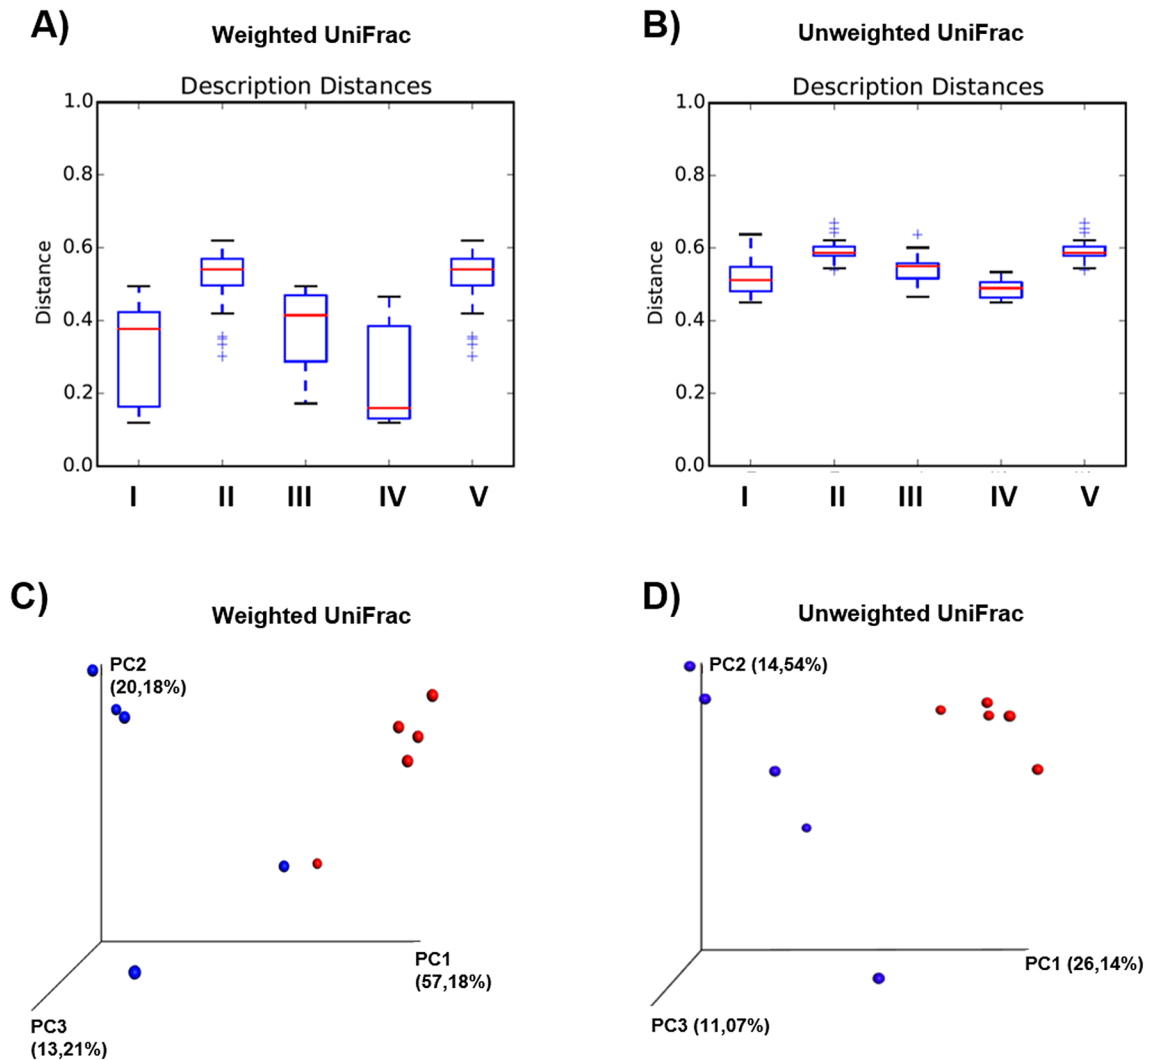 A)
Weighted UniFrac
Description Distances
1.0
0.8
0.6
0.4
0.2
0.0
Distance
I II III IV V
B)
Unweighted UniFrac
Description Distances
1.0
0.8
0.6
0.4
0.2
0.0
Distance
I II III IV V
C)
Weighted UniFrac
PC2
(20,18%)
PC1
(57,18%)
PC3
(13,21%)
D)
Unweighted UniFrac
PC2 (14,54%)
PC1 (26,14%)
PC3 (11,07%)